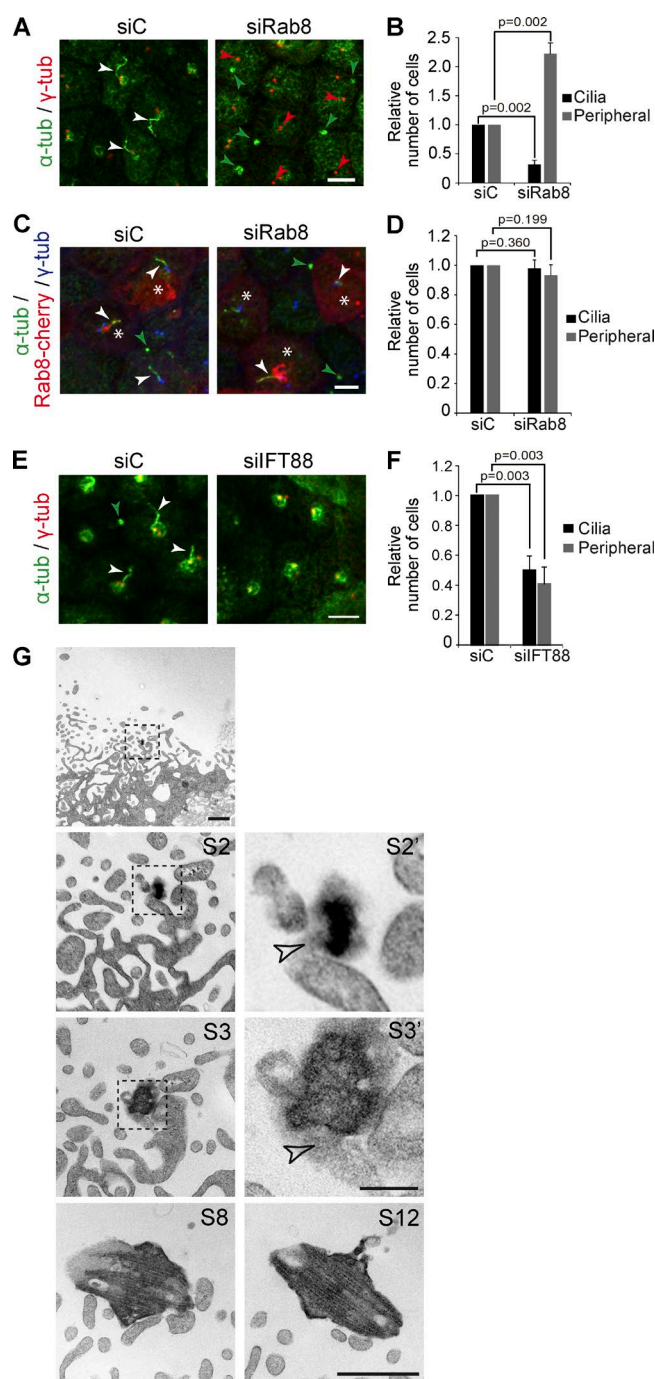 A
siC
siRab8
α-tub / γ-tub
B
Relative number of cells
2.5
2.0
1.5
1.0
0.5
0
p=0.002
p=0.002
Cilia
Peripheral
siC
siRab8
C
siC
siRab8
α-tub /
Rab8-cherry / γ-tub
*
*
*
*
*
D
Relative number of cells
1.2
1.0
0.8
0.6
0.4
0.2
0
p=0.199
p=0.360
Cilia
Peripheral
siC
siRab8
E
siC
siIFT88
α-tub / γ-tub
F
Relative number of cells
1.0
0.8
0.6
0.4
0.2
0
p=0.003
p=0.003
Cilia
Peripheral
siC
siIFT88
G
S2
S2'
S3
S3'
S8
S12